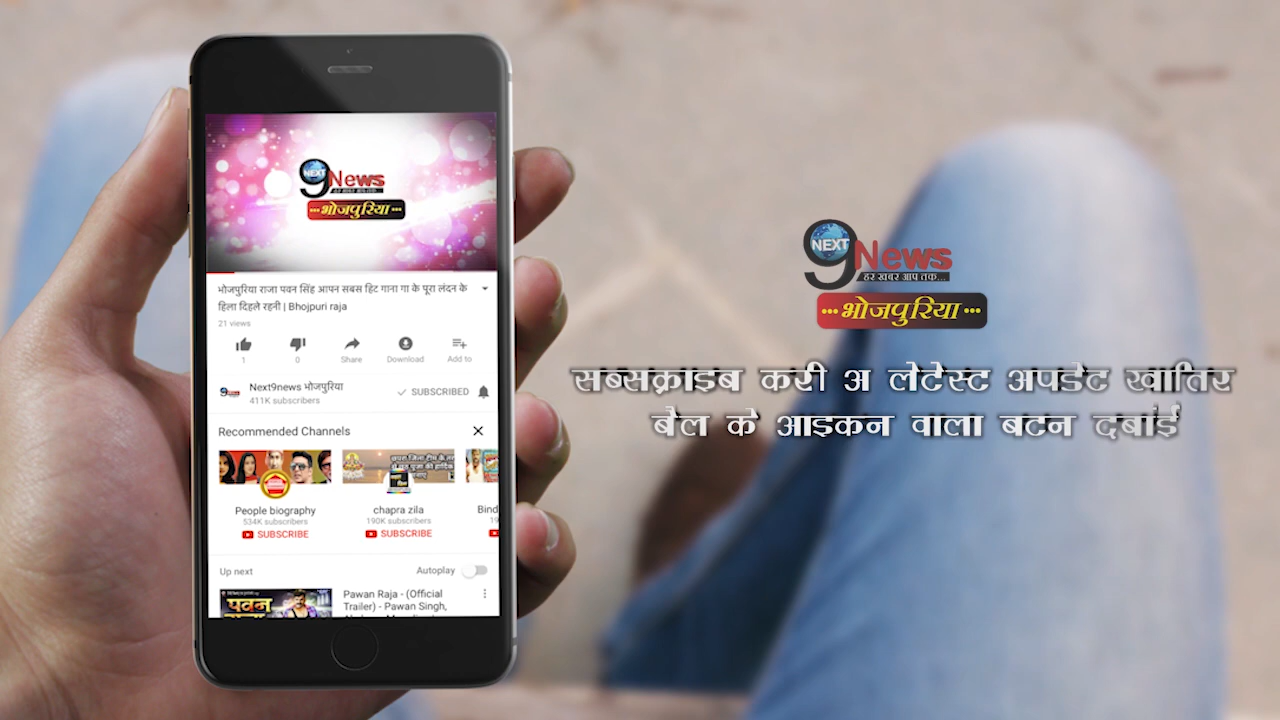 NEXT
9News
हर खबर आप तक...
•••भोजपुरिया•••
भोजपुरिया राजा पवन सिंह आपन सबस हिट गाना गा के पूरा लंदन के
हिला दिहले रहनी | Bhojpuri raja
21 views
1 0 Share Download Add to
Next9news भोजपुरिया
411K subscribers
SUBSCRIBED
Recommended Channels
People biography
534K subscribers
SUBSCRIBE
chapra zila
190K subscribers
SUBSCRIBE
Bind
19
Up next
Autoplay
पवन
Pawan Raja - (Official
Trailer) - Pawan Singh,
NEXT
9News
हर खबर आप तक...
•••भोजपुरिया•••
सब्सक्राइब करी अ लेटेस्ट अपडेट खातिर
बेल के आइकन वाला बटन दबाईं